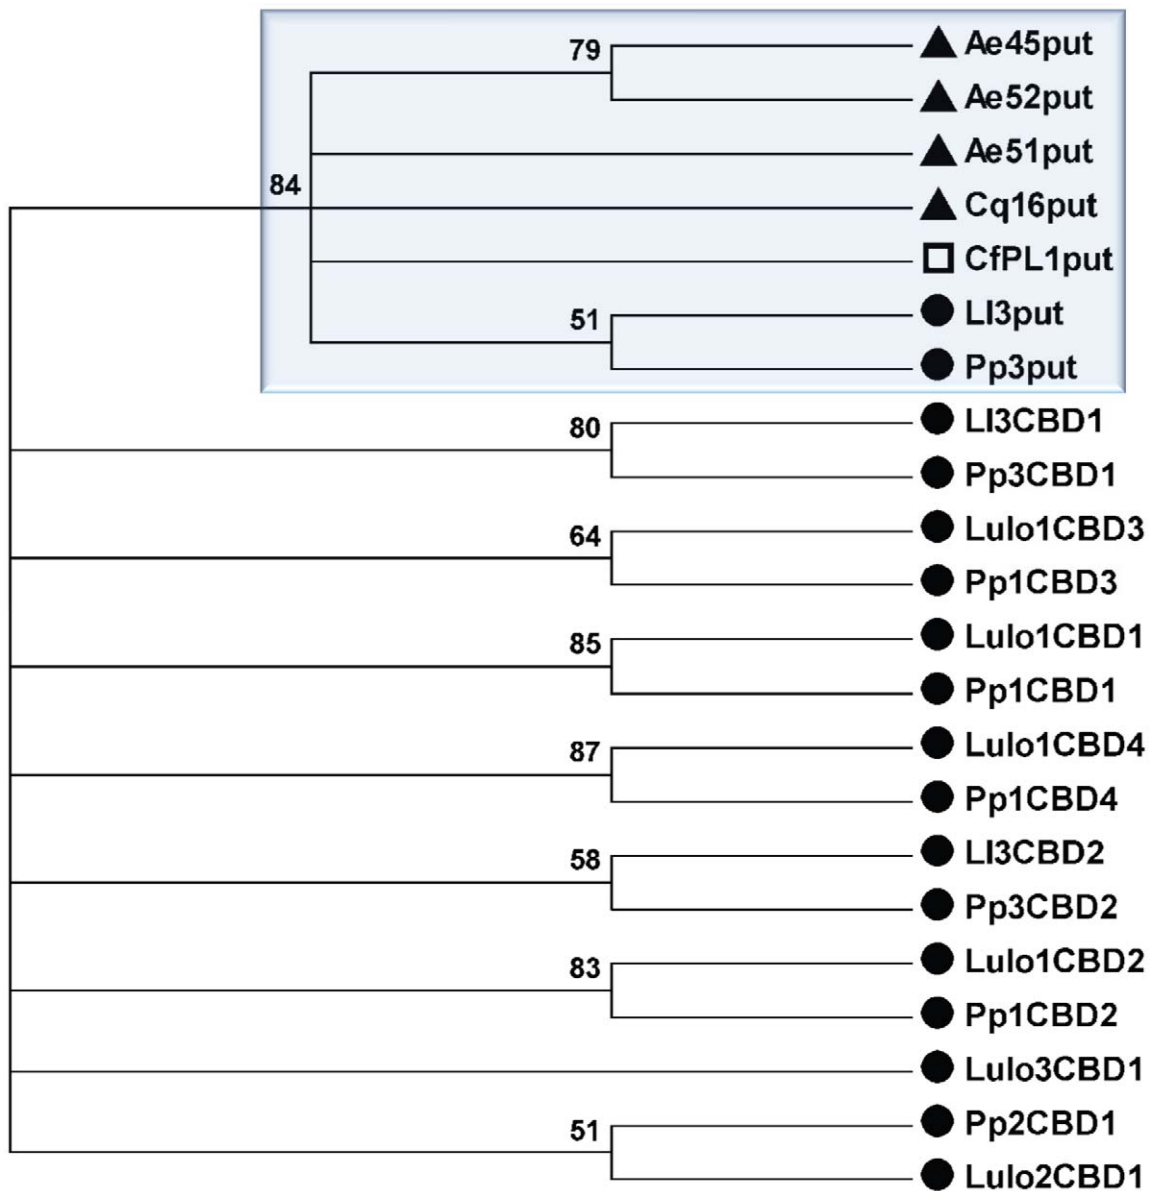 79
Ae45put
Ae52put
Ae51put
84
Cq16put
CfPL1put
51
Ll3put
Pp3put
80
Ll3CBD1
Pp3CBD1
64
Lulo1CBD3
Pp1CBD3
85
Lulo1CBD1
Pp1CBD1
87
Lulo1CBD4
Pp1CBD4
58
Ll3CBD2
Pp3CBD2
83
Lulo1CBD2
Pp1CBD2
Lulo3CBD1
51
Pp2CBD1
Lulo2CBD1